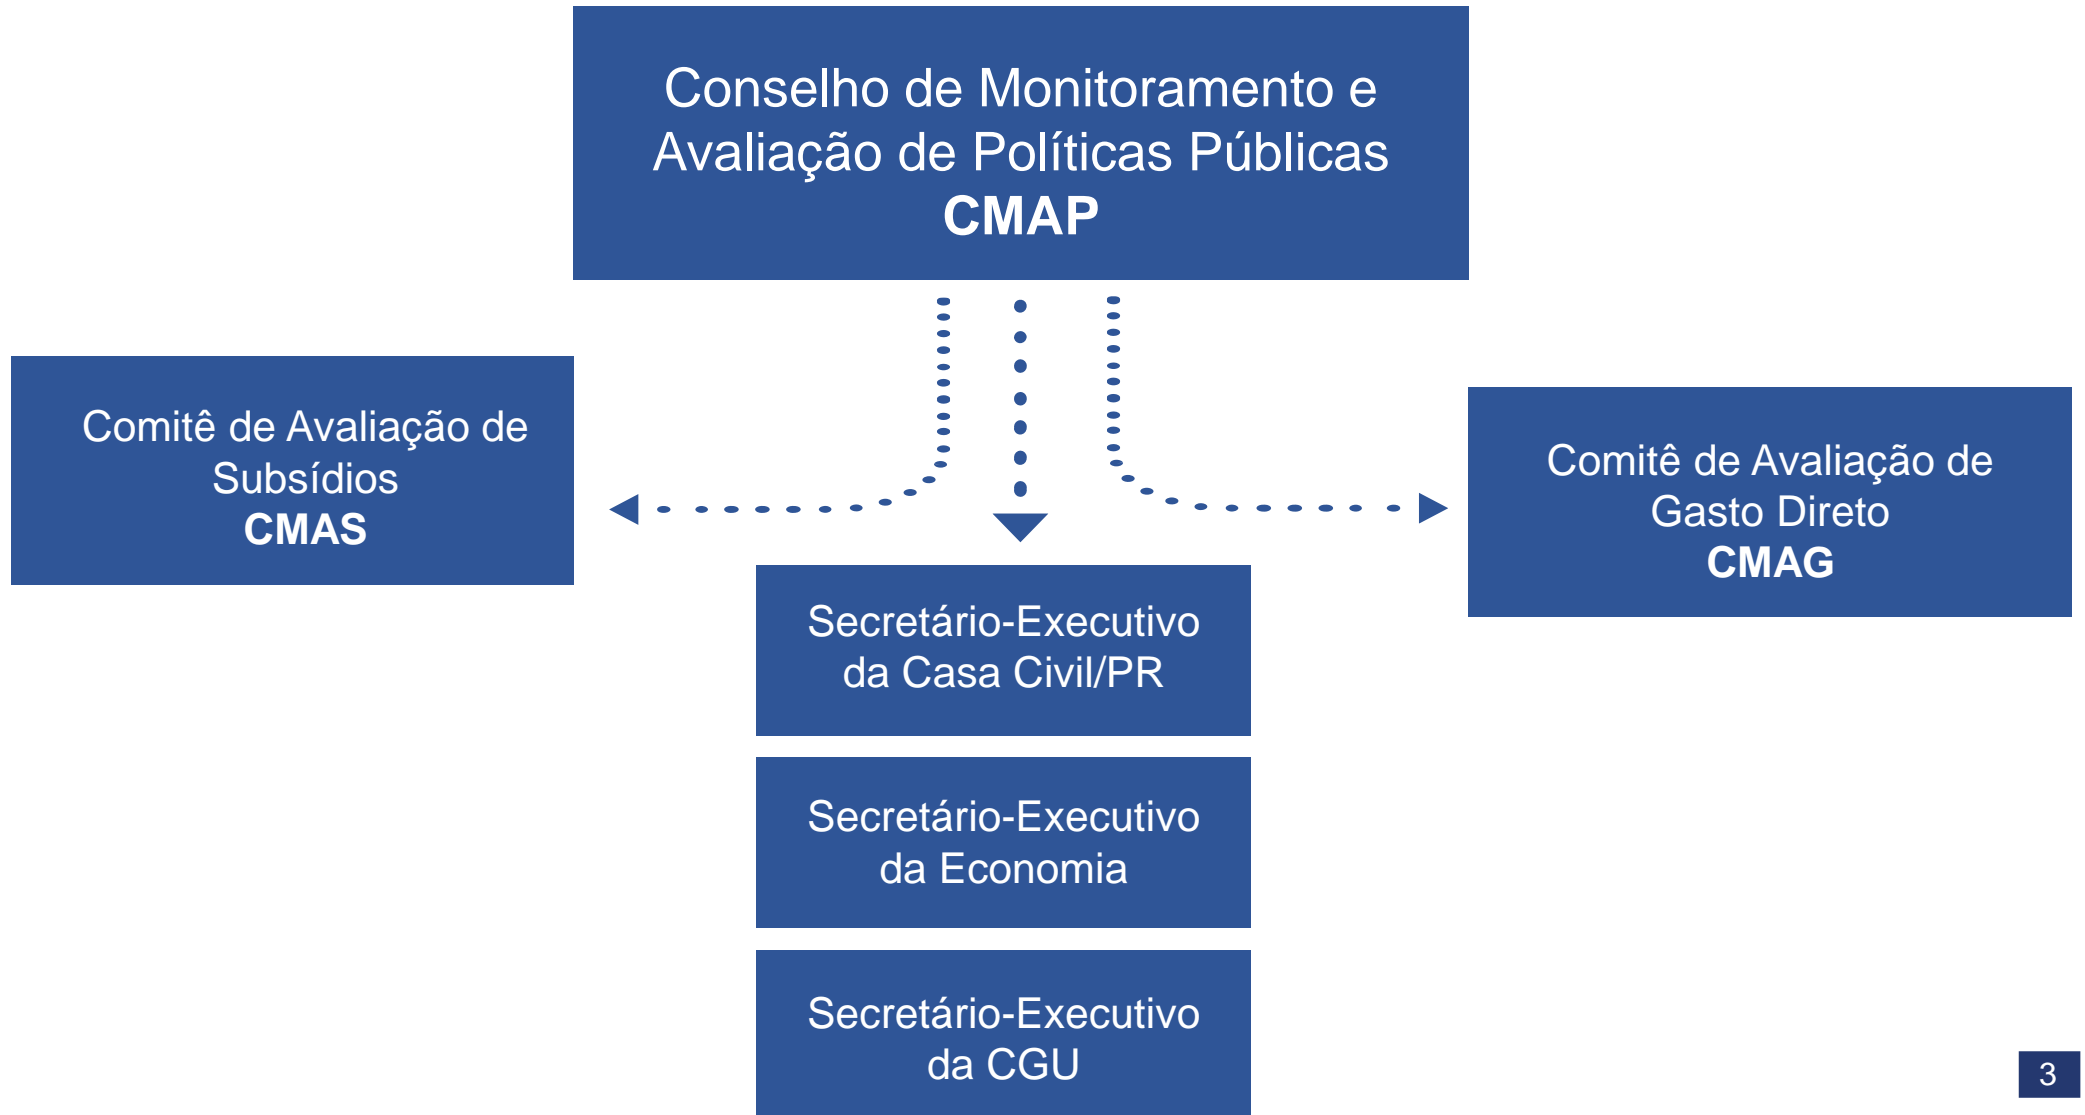 Conselho de Monitoramento e
Avaliação de Políticas Públicas
CMAP
Comitê de Avaliação de
Subsídios
CMAS
Comitê de Avaliação de
Gasto Direto
CMAG
Secretário-Executivo
da Casa Civil/PR
Secretário-Executivo
da Economia
Secretário-Executivo
da CGU
3